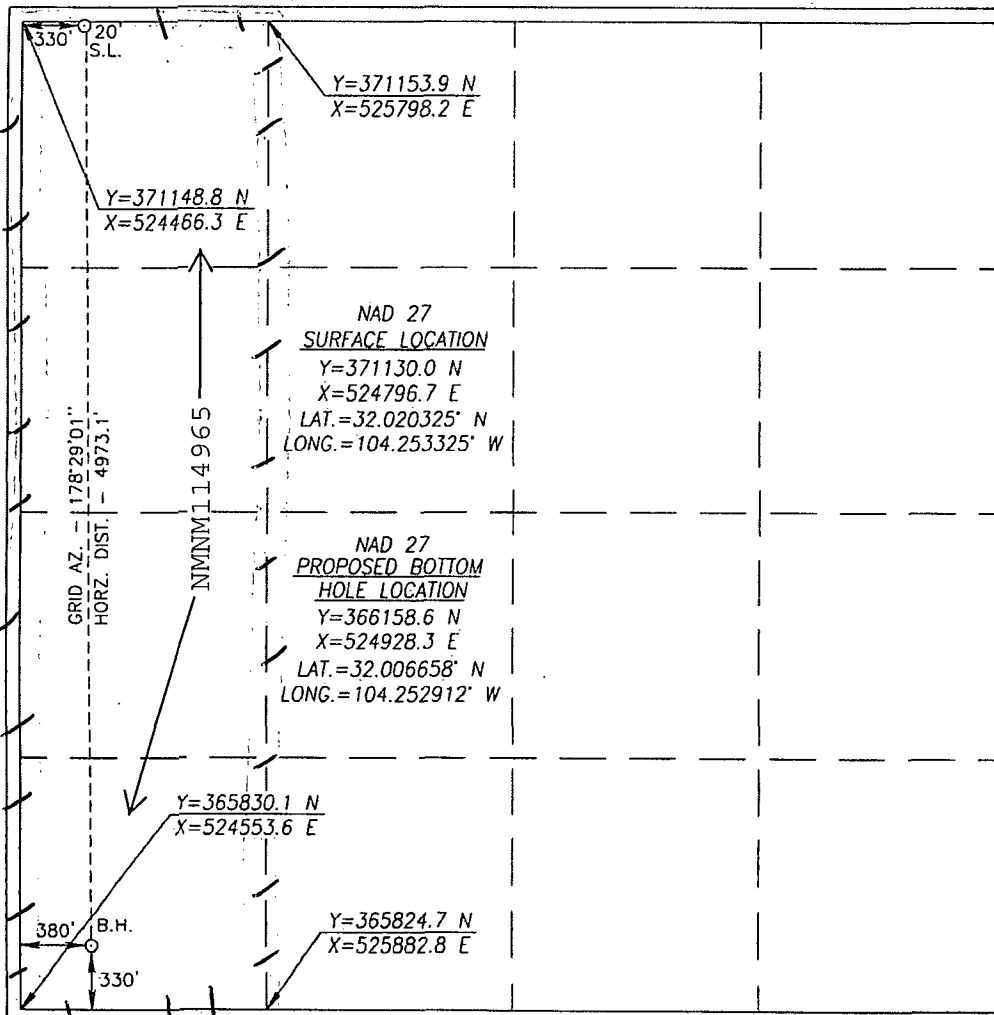 330'
20'
S.L.
Y=371153.9 N
X=525798.2 E
Y=371148.8 N
X=524466.3 E
NAD 27
SURFACE LOCATION
Y=371130.0 N
X=524796.7 E
LAT.=32.020325° N
LONG.=104.253325° W
GRID AZ. - 178°29'01"
HORZ. DIST. - 4973.1'
NMNM114965
NAD 27
PROPOSED BOTTOM
HOLE LOCATION
Y=366158.6 N
X=524928.3 E
LAT.=32.006658° N
LONG.=104.252912° W
Y=365830.1 N
X=524553.6 E
380'
B.H.
330'
Y=365824.7 N
X=525882.8 E